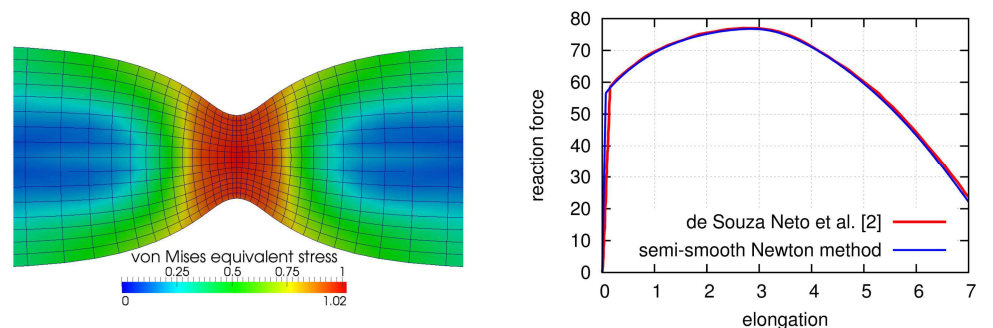 von Mises equivalent stress
0.25 0.5 0.75 1
0 1.02
80
70
60
50
40
30
20
10
0
reaction force
de Souza Neto et al. [2]
semi-smooth Newton method
0 1 2 3 4 5 6 7
elongation